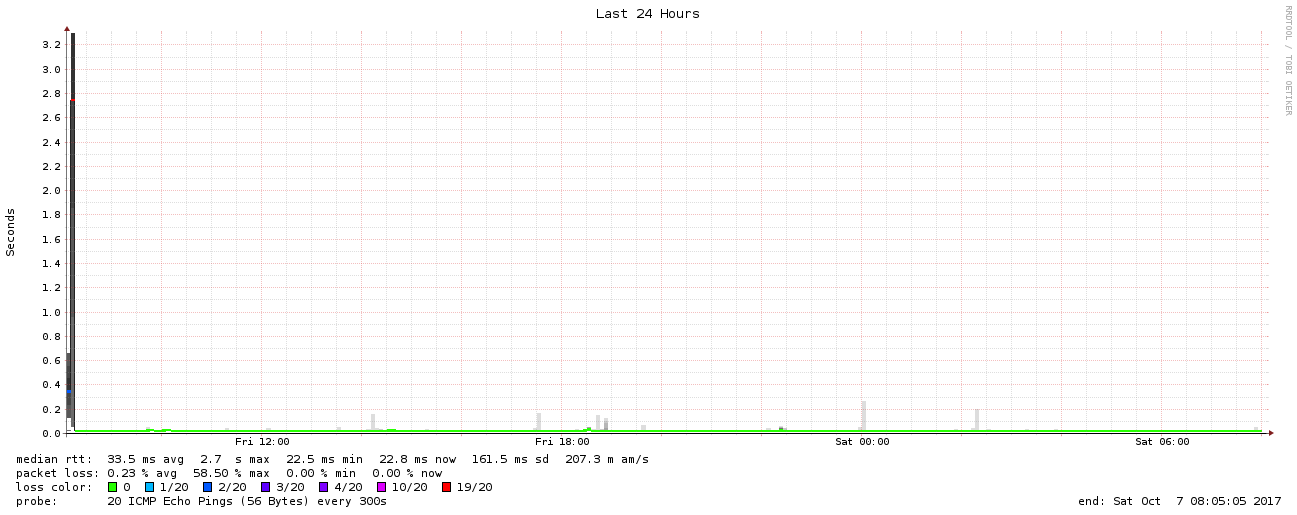 Last 24 Hours
RRDTOOL / TOBI OETIKER
Seconds
3.2
3.0
2.8
2.6
2.4
2.2
2.0
1.8
1.6
1.4
1.2
1.0
0.8
0.6
0.4
0.2
0.0
Fri 12:00 Fri 18:00 Sat 00:00 Sat 06:00
median rtt: 33.5 ms avg 2.7 s max 22.5 ms min 22.8 ms now 161.5 ms sd 207.3 m am/s
packet loss: 0.23 % avg 58.50 % max 0.00 % min 0.00 % now
loss color: 0 1/20 2/20 3/20 4/20 10/20 19/20
probe: 20 ICMP Echo Pings (56 Bytes) every 300s end: Sat Oct 7 08:05:05 2017